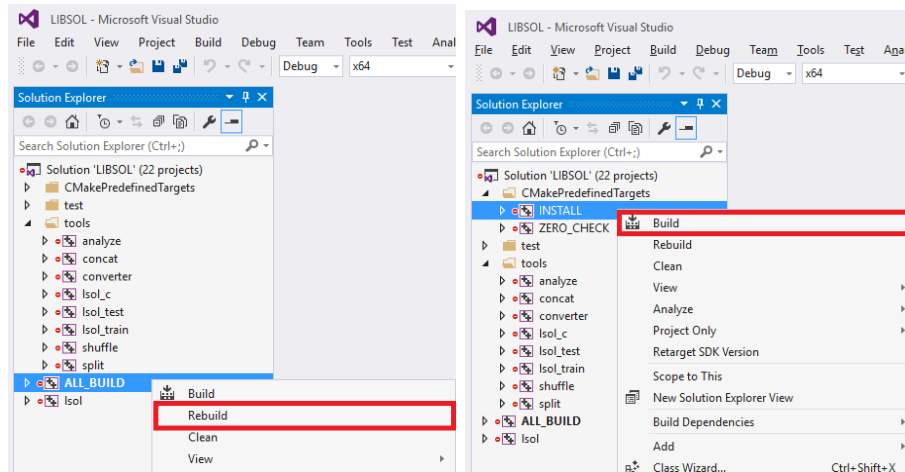 LIBSOL - Microsoft Visual Studio
File Edit View Project Build Debug Team Tools Test Anal
Debug x64
Solution Explorer
Search Solution Explorer (Ctrl+;)
Solution 'LIBSOL' (22 projects)
CMakePredefinedTargets
test
tools
analyze
concat
converter
lsol_c
lsol_test
lsol_train
shuffle
split
ALL_BUILD
lsol
Build
Rebuild
Clean
View
LIBSOL - Microsoft Visual Studio
File Edit View Project Build Debug Team Tools Test Ana
Debug x64
Solution Explorer
Search Solution Explorer (Ctrl+;)
Solution 'LIBSOL' (22 projects)
CMakePredefinedTargets
INSTALL
ZERO_CHECK
test
tools
analyze
concat
converter
lsol_c
lsol_test
lsol_train
shuffle
split
ALL_BUILD
lsol
Build
Rebuild
Clean
View
Analyze
Project Only
Retarget SDK Version
Scope to This
New Solution Explorer View
Build Dependencies
Add
Class Wizard... Ctrl+Shift+X